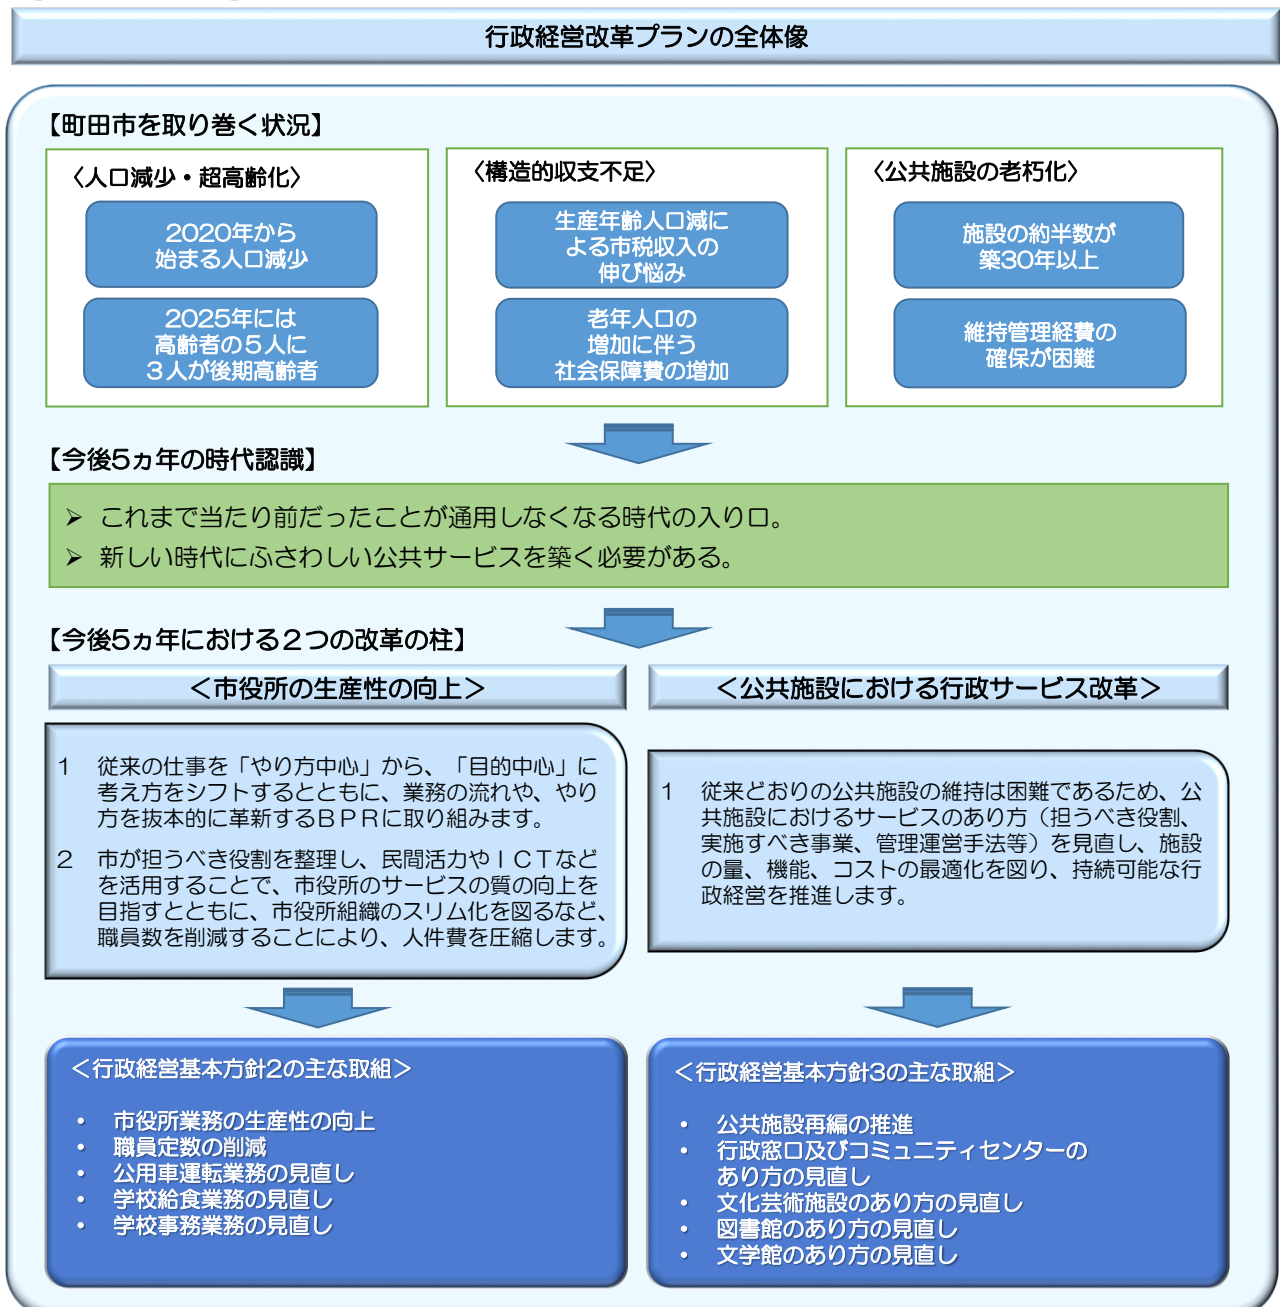 行政経営改革プランの全体像
【町田市を取り巻く状況】
〈人口減少・超高齢化〉
2020年から
始まる人口減少
2025年には
高齢者の５人に
３人が後期高齢者
〈構造的収支不足〉
生産年齢人口減に
よる市税収入の
伸び悩み
老年人口の
増加に伴う
社会保障費の増加
〈公共施設の老朽化〉
施設の約半数が
築30年以上
維持管理経費の
確保が困難
【今後5ヵ年の時代認識】
➢ これまで当たり前だったことが通用しなくなる時代の入り口。
➢ 新しい時代にふさわしい公共サービスを築く必要がある。
【今後5ヵ年における２つの改革の柱】
＜市役所の生産性の向上＞
1 従来の仕事を「やり方中心」から、「目的中心」に
考え方をシフトするとともに、業務の流れや、やり
方を抜本的に革新するＢＰＲに取り組みます。
2 市が担うべき役割を整理し、民間活力やＩＣＴなど
を活用することで、市役所のサービスの質の向上を
目指すとともに、市役所組織のスリム化を図るなど、
職員数を削減することにより、人件費を圧縮します。
＜公共施設における行政サービス改革＞
1 従来どおりの公共施設の維持は困難であるため、公
共施設におけるサービスのあり方（担うべき役割、
実施すべき事業、管理運営手法等）を見直し、施設
の量、機能、コストの最適化を図り、持続可能な行
政経営を推進します。
＜行政経営基本方針2の主な取組＞
• 市役所業務の生産性の向上
• 職員定数の削減
• 公用車運転業務の見直し
• 学校給食業務の見直し
• 学校事務業務の見直し
＜行政経営基本方針3の主な取組＞
• 公共施設再編の推進
• 行政窓口及びコミュニティセンターの
あり方の見直し
• 文化芸術施設のあり方の見直し
• 図書館のあり方の見直し
• 文学館のあり方の見直し